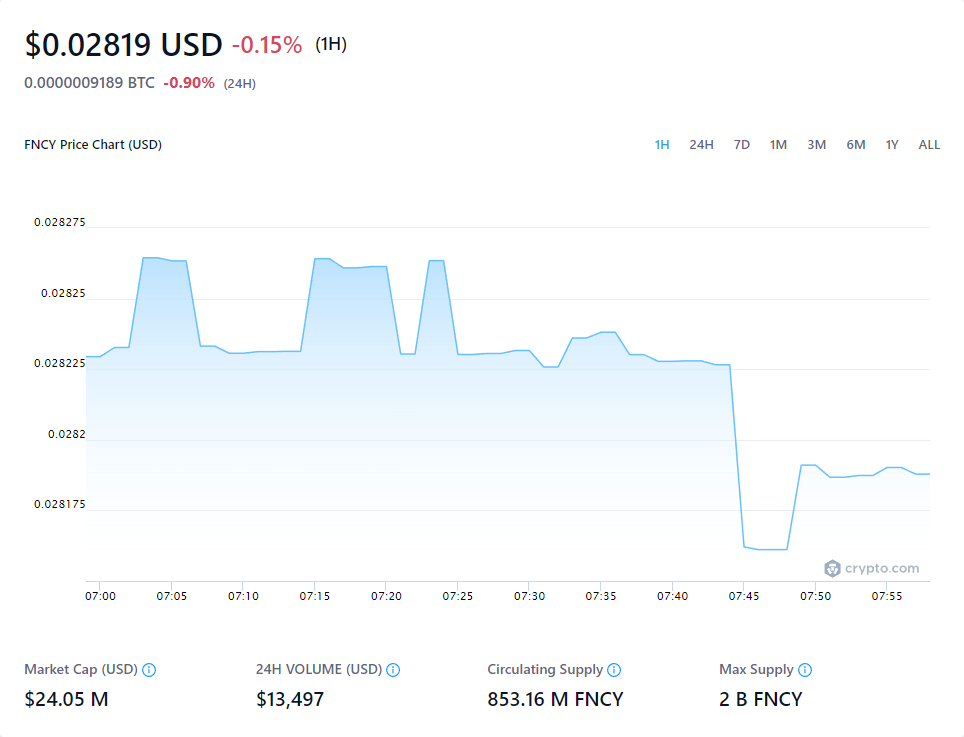 $0.02819 USD -0.15% (1H)
0.0000009189 BTC -0.90% (24H)
FNCY Price Chart (USD) 1H 24H 7D 1M 3M 6M 1Y ALL
0.028275
0.02825
0.028225
0.0282
0.028175
crypto.com
07:00 07:05 07:10 07:15 07:20 07:25 07:30 07:35 07:40 07:45 07:50 07:55
Market Cap (USD) 24H VOLUME (USD) Circulating Supply Max Supply
$24.05 M $13,497 853.16 M FNCY 2 B FNCY